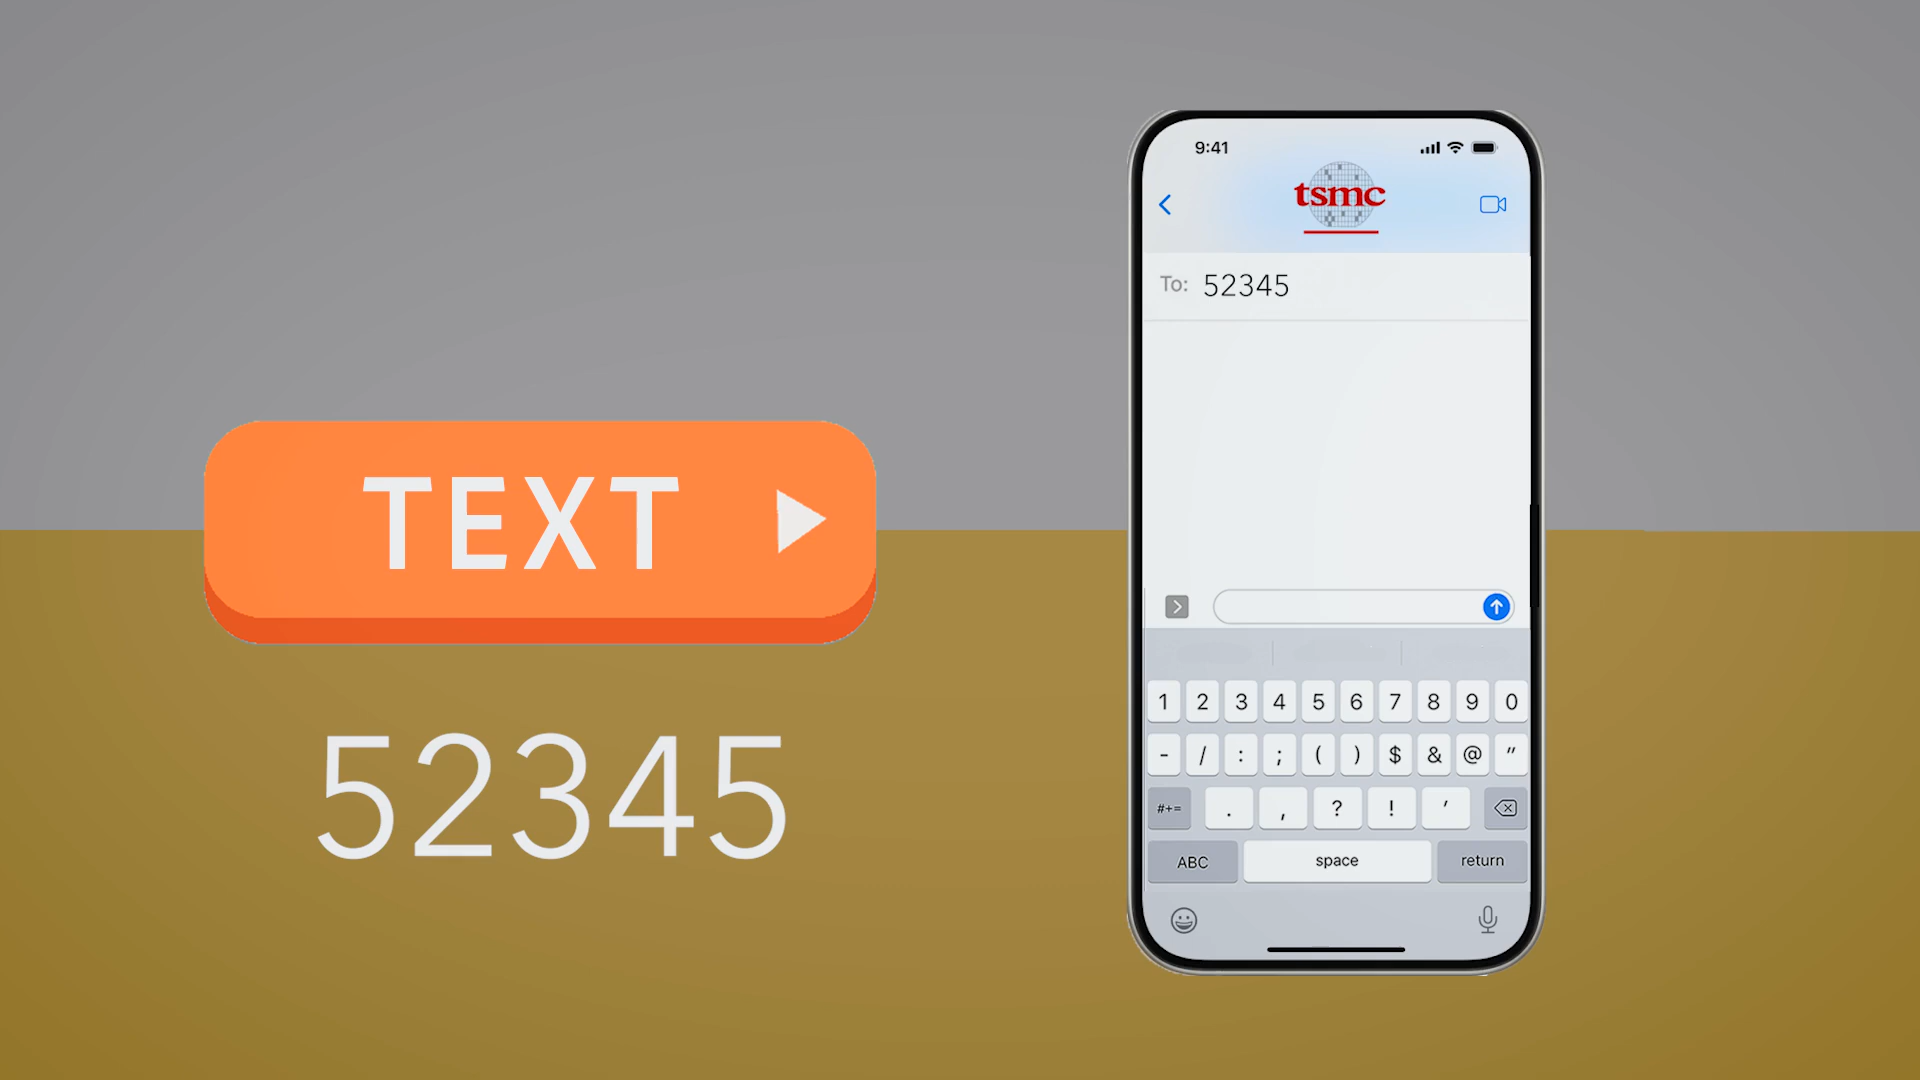 TEXT
52345
9:41
tsmc
To: 52345
1 2 3 4 5 6 7 8 9 0
- / : ; ( ) $ & @ "
#+= . , ? ! '
ABC space return